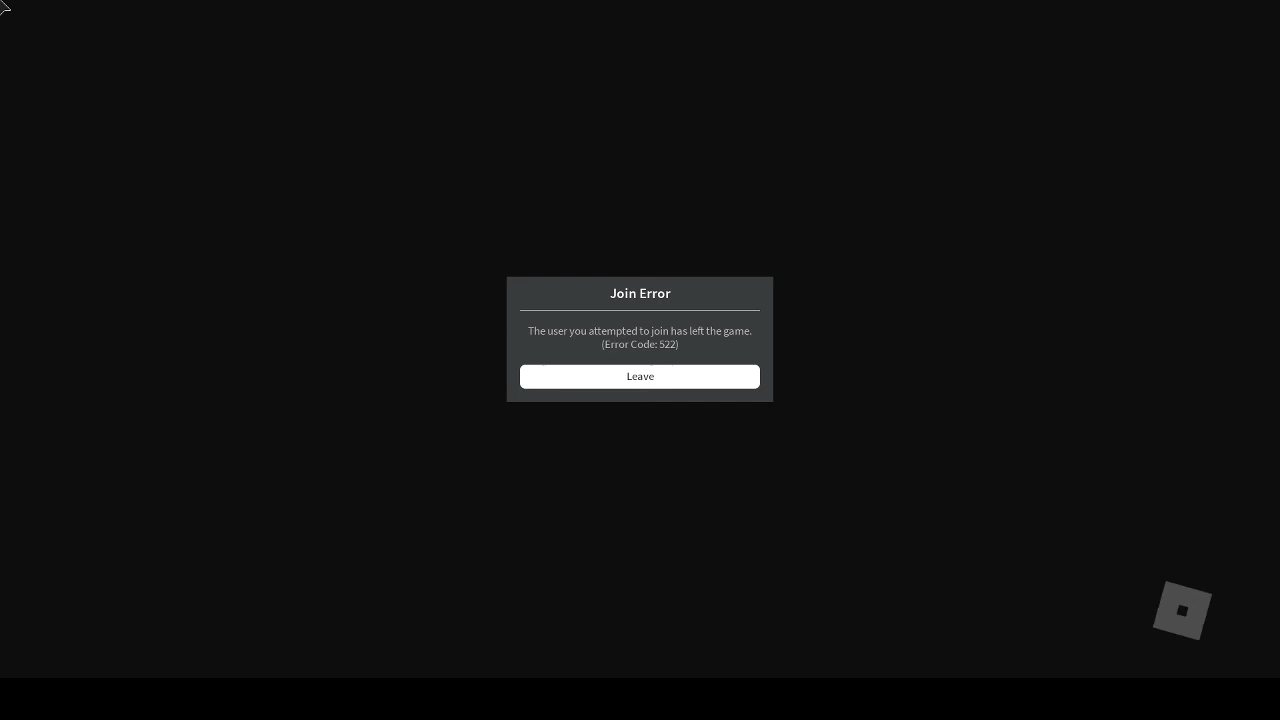 Join Error
The user you attempted to join has left the game.
(Error Code: 522)
Leave